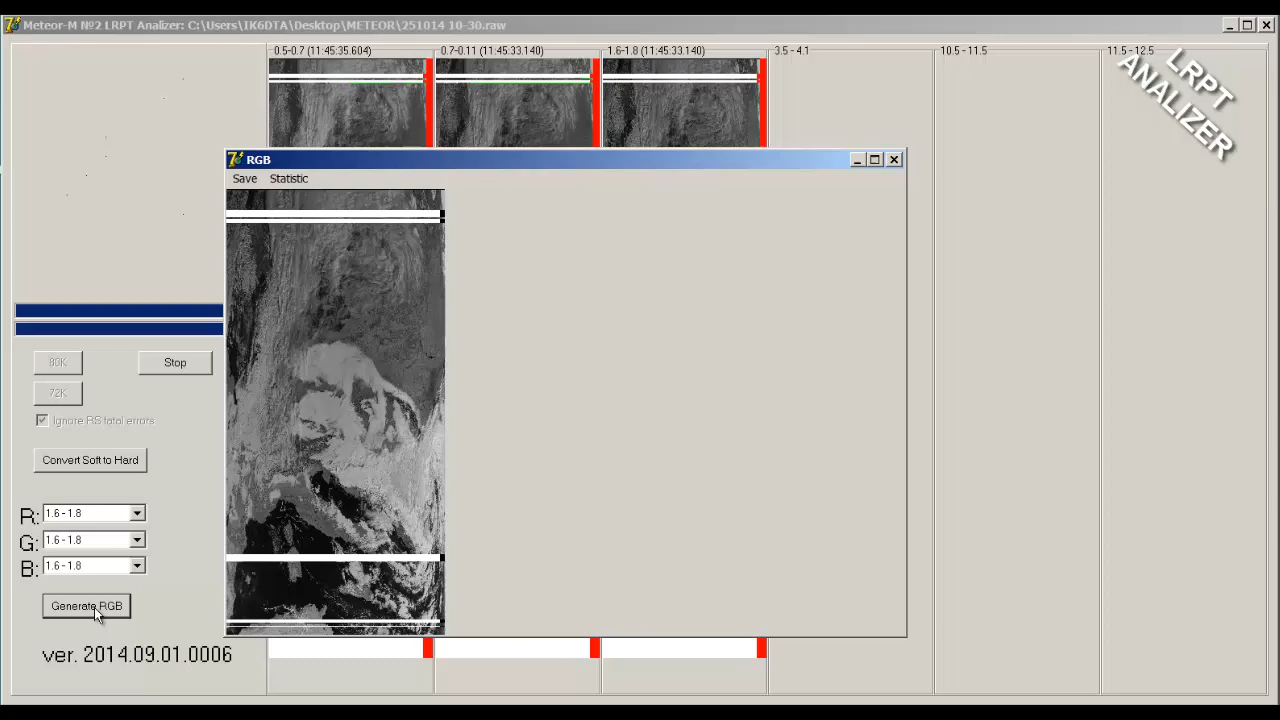 Meteor-M №2 LRPT Analizer: C:\Users\IK6DTA\Desktop\METEOR\251014 10-30.raw
0.5-0.7 (11:45:35.604)
0.7-0.11 (11.45.33.140)
1.6-1.8 (11:45:33.140)
3.5 - 4.1
10.5 - 11.5
11.5 - 12.5
LRPT
ANALIZER
RGB
Save Statistic
80K
Stop
72K
Ignore RS fatal errors
Convert Soft to Hard
R: 1.6 - 1.8
G: 1.6 - 1.8
B: 1.6 - 1.8
Generate RGB
ver. 2014.09.01.0006